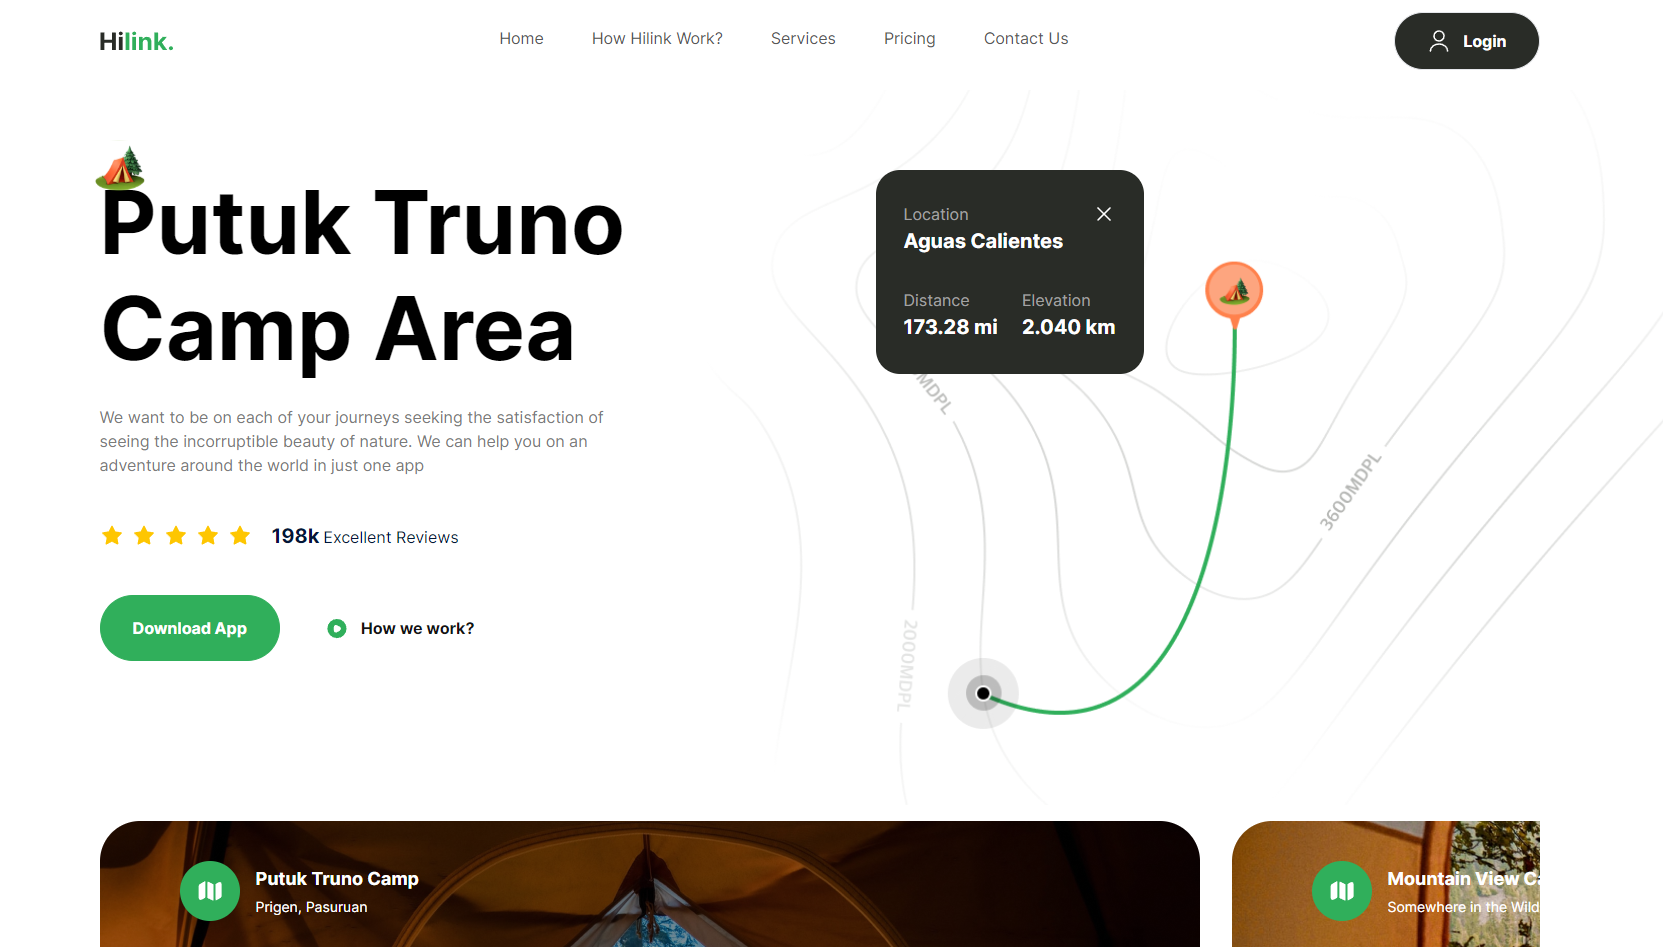 Hilink.
Home
How Hilink Work?
Services
Pricing
Contact Us
Login
Putuk Truno
Camp Area
We want to be on each of your journeys seeking the satisfaction of
seeing the incorruptible beauty of nature. We can help you on an
adventure around the world in just one app
198k Excellent Reviews
Download App
How we work?
Location
Aguas Calientes
Distance
Elevation
173.28 mi
2.040 km
MDPL
3600MDPL
2000MDPL
Putuk Truno Camp
Prigen, Pasuruan
Mountain View Ca
Somewhere in the Wild